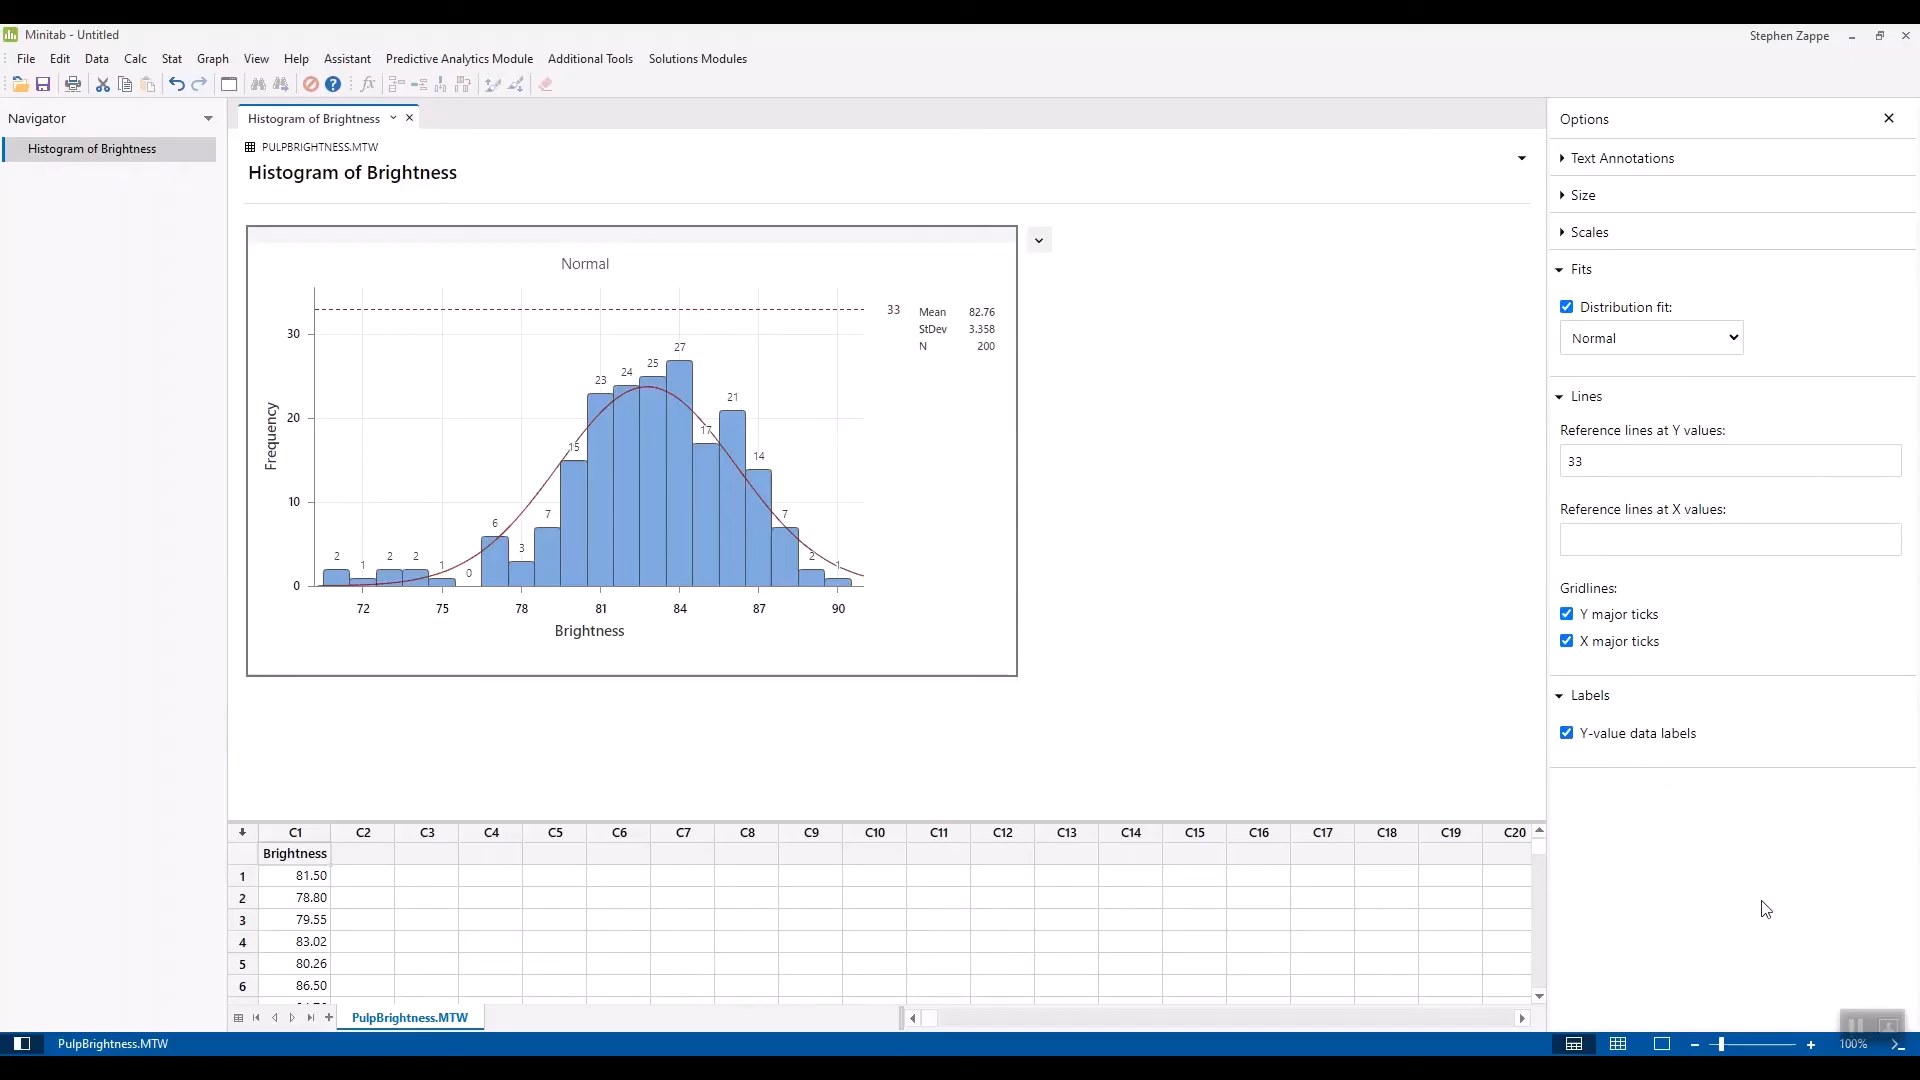 Minitab - Untitled
Stephen Zappe
File Edit Data Calc Stat Graph View Help Assistant Predictive Analytics Module Additional Tools Solutions Modules
Navigator
Histogram of Brightness
Histogram of Brightness
PULPBRIGHTNESS.MTW
Histogram of Brightness
Normal
33
Mean 82.76
StDev 3.358
N 200
Frequency
30
20
10
0
2 1 2 2 1 0 6 3 7 15 23 24 25 27 17 21 14 7 2 1
72 75 78 81 84 87 90
Brightness
Options
Text Annotations
Size
Scales
Fits
Distribution fit:
Normal
Lines
Reference lines at Y values:
33
Reference lines at X values:
Gridlines:
Y major ticks
X major ticks
Labels
Y-value data labels
C1 C2 C3 C4 C5 C6 C7 C8 C9 C10 C11 C12 C13 C14 C15 C16 C17 C18 C19 C20
Brightness
1 81.50
2 78.80
3 79.55
4 83.02
5 80.26
6 86.50
PulpBrightness.MTW
PulpBrightness.MTW
100%